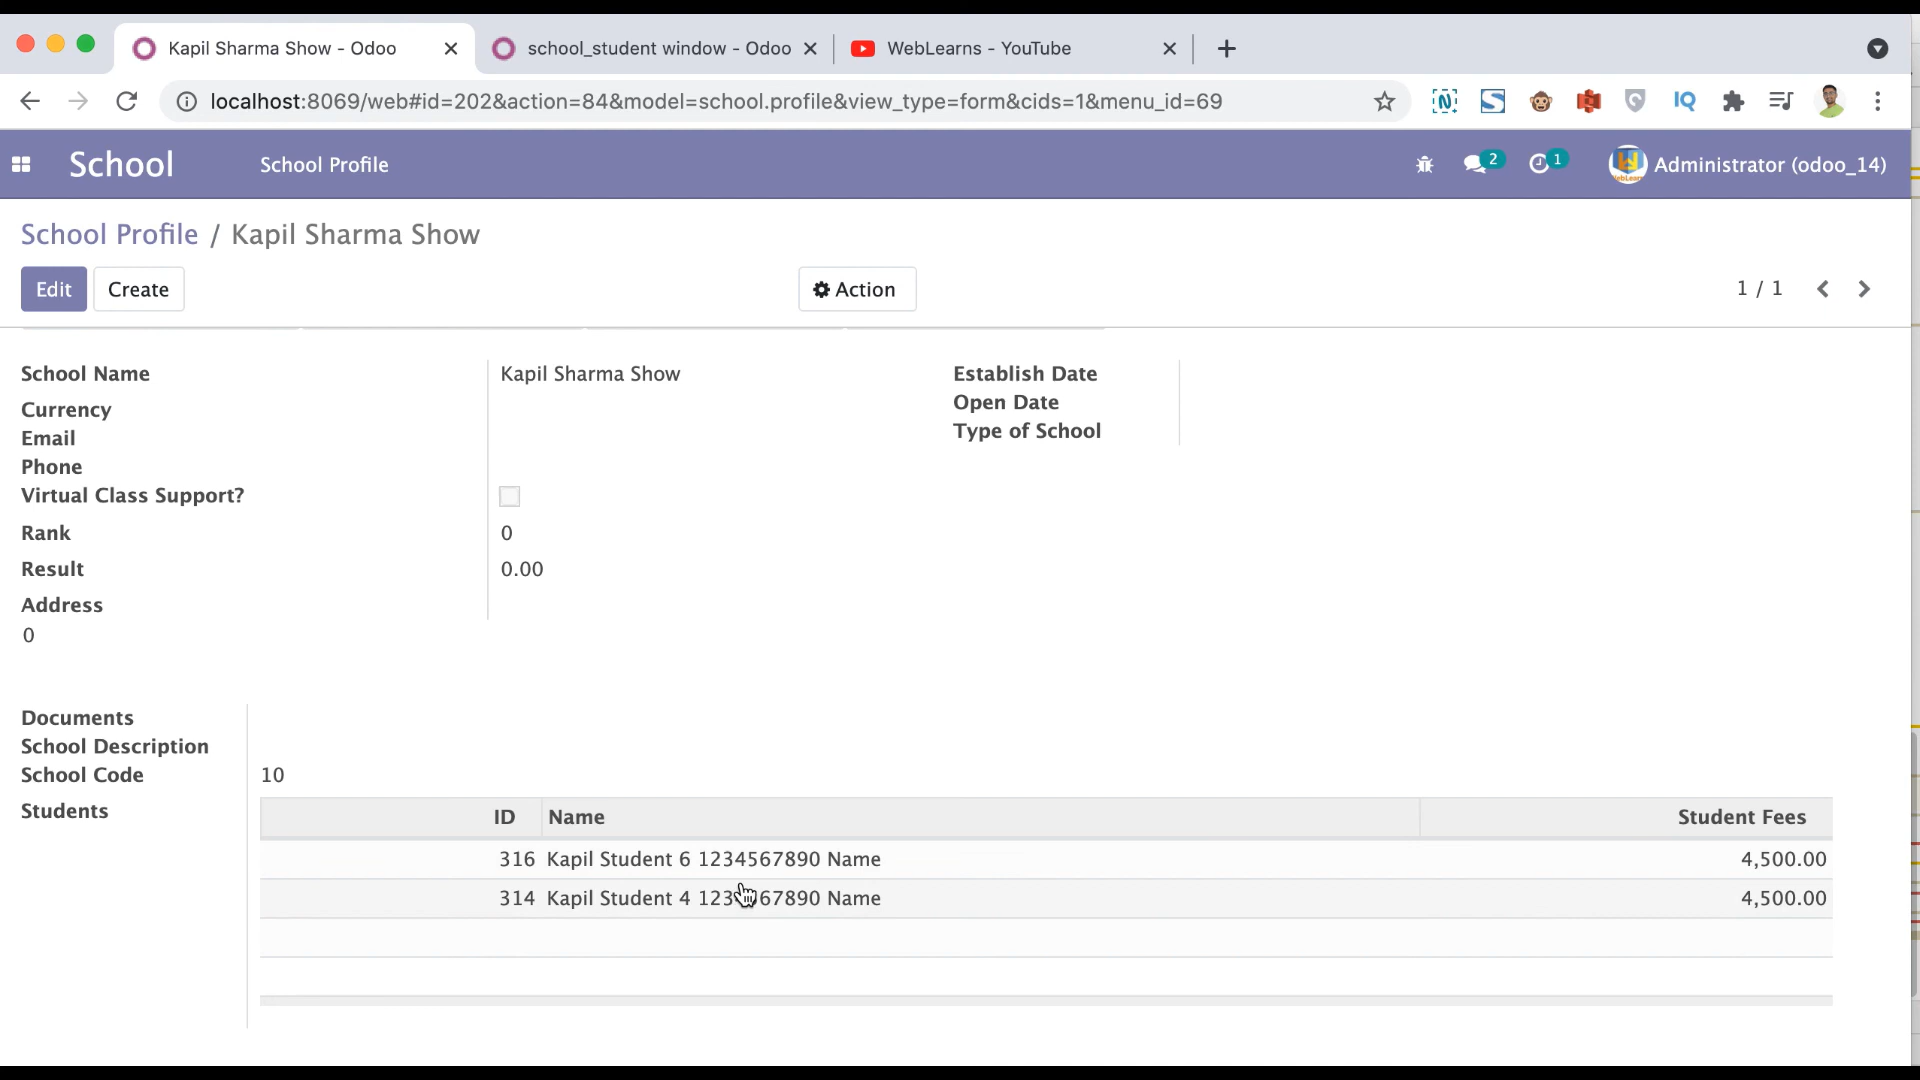 Kapil Sharma Show - Odoo
school_student window - Odoo
WebLearns - YouTube
localhost:8069/web#id=202&action=84&model=school.profile&view_type=form&cids=1&menu_id=69
IQ
School
School Profile
2
1
Administrator (odoo_14)
School Profile / Kapil Sharma Show
Edit
Create
Action
1 / 1
School Name
Kapil Sharma Show
Currency
Email
Phone
Virtual Class Support?
Rank
0
Result
0.00
Address
0
Establish Date
Open Date
Type of School
Documents
School Description
School Code
10
Students
ID Name Student Fees
316 Kapil Student 6 1234567890 Name 4,500.00
314 Kapil Student 4 1234567890 Name 4,500.00